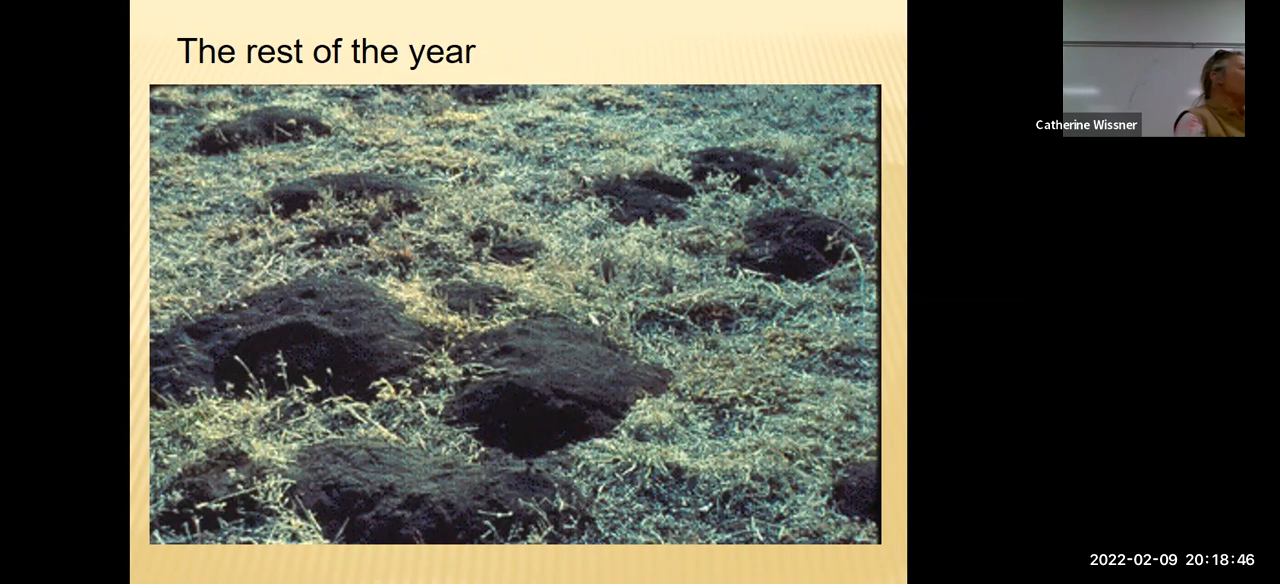 The rest of the year
Catherine Wissner
2022-02-09 20:18:46